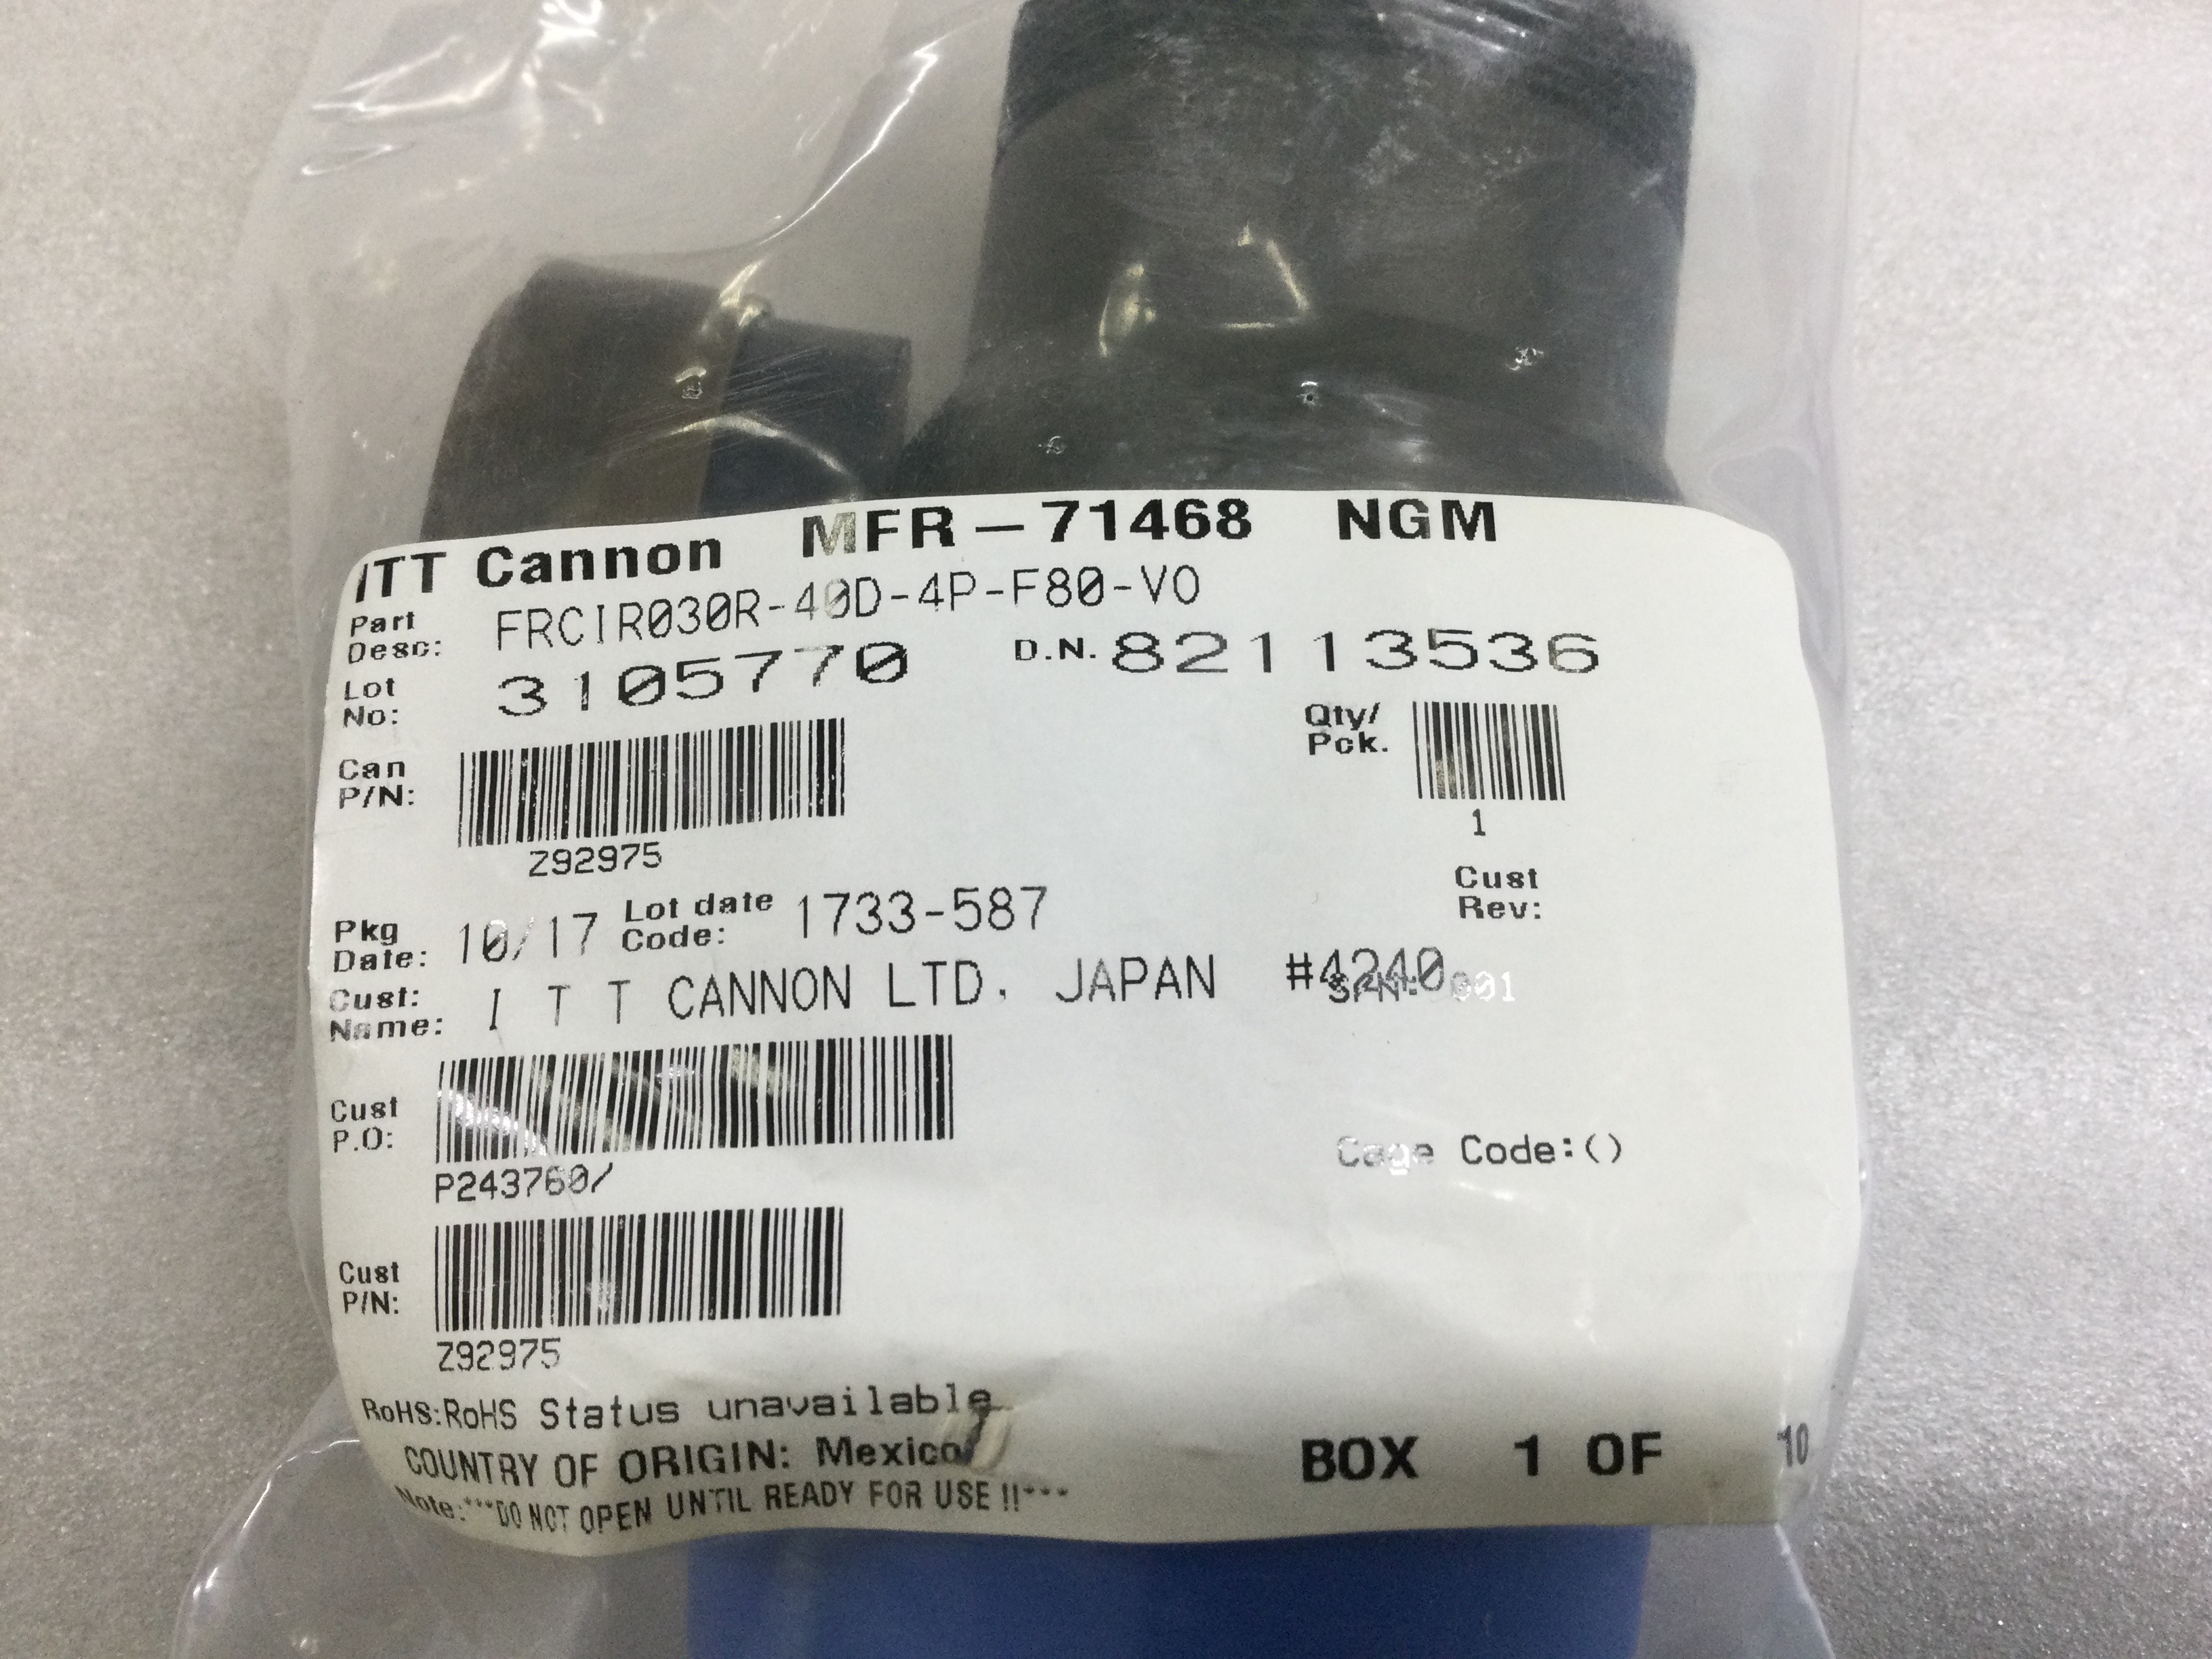 ITT Cannon MFR-71468 NGM
Part Desc: FRCIR030R-40D-4P-F80-VO
Lot No: 3105770 D.N. 82113536
Can P/N: Qty/ Pck.
Z92975 1
Pkg Date: 10/17 Lot date Code: 1733-587 Cust Rev:
Cust: Name: I T T CANNON LTD. JAPAN #4240
001
Cust P.O: Cage Code:()
P243760/
Cust P/N:
Z92975
RoHS:RoHS Status unavailable
COUNTRY OF ORIGIN: Mexico BOX 1 OF 10
Note:***DO NOT OPEN UNTIL READY FOR USE !!***